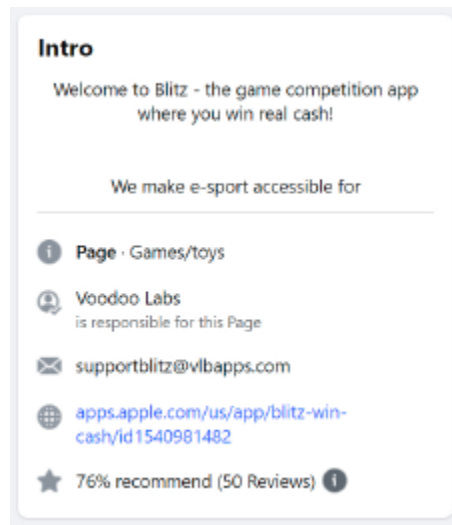 Intro
Welcome to Blitz - the game competition app
where you win real cash!
We make e-sport accessible for
Page · Games/toys
Voodoo Labs
is responsible for this Page
supportblitz@vlbapps.com
apps.apple.com/us/app/blitz-win-
cash/id1540981482
76% recommend (50 Reviews)